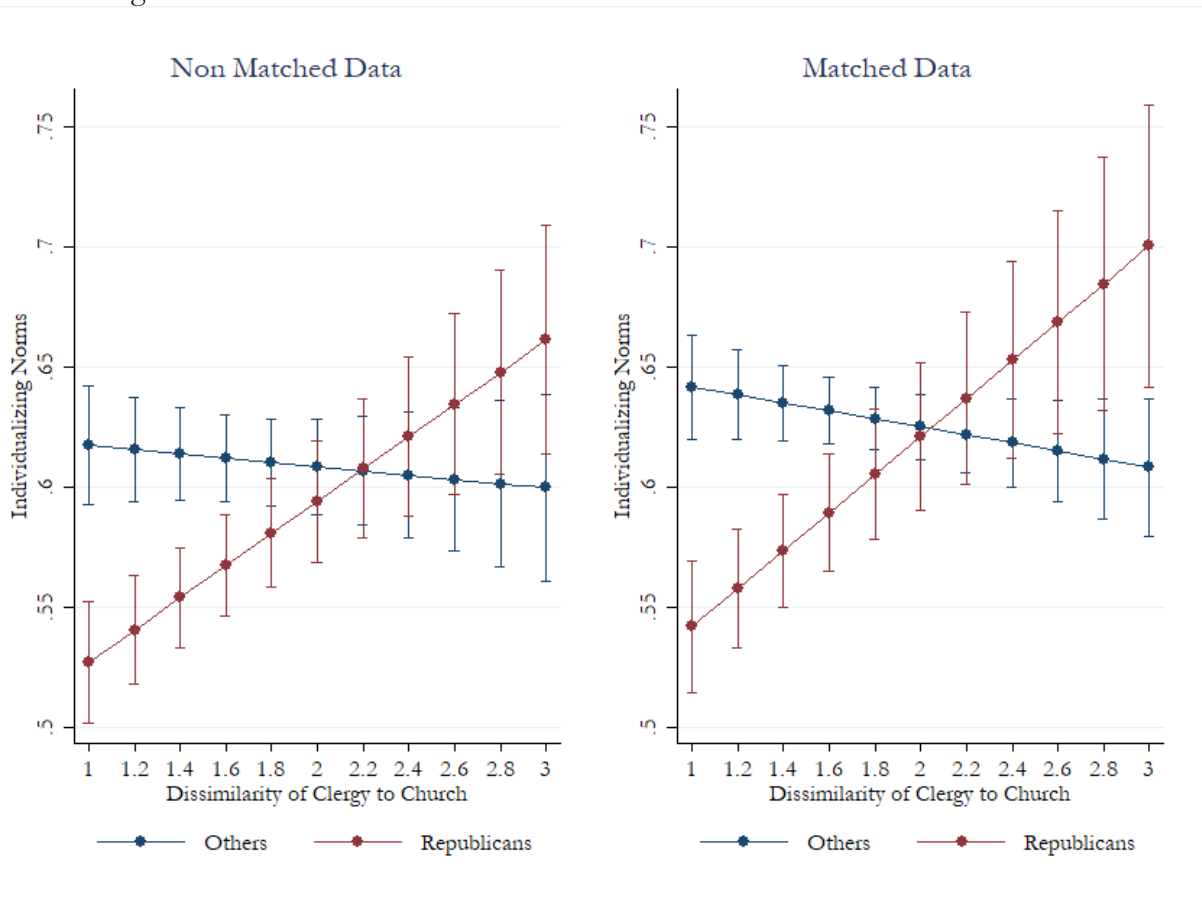 Non Matched Data
Individualizing Norms
.75
.7
.65
.6
.55
.5
1 1.2 1.4 1.6 1.8 2 2.2 2.4 2.6 2.8 3
Dissimilarity of Clergy to Church
Others Republicans
Matched Data
Individualizing Norms
.75
.7
.65
.6
.55
.5
1 1.2 1.4 1.6 1.8 2 2.2 2.4 2.6 2.8 3
Dissimilarity of Clergy to Church
Others Republicans